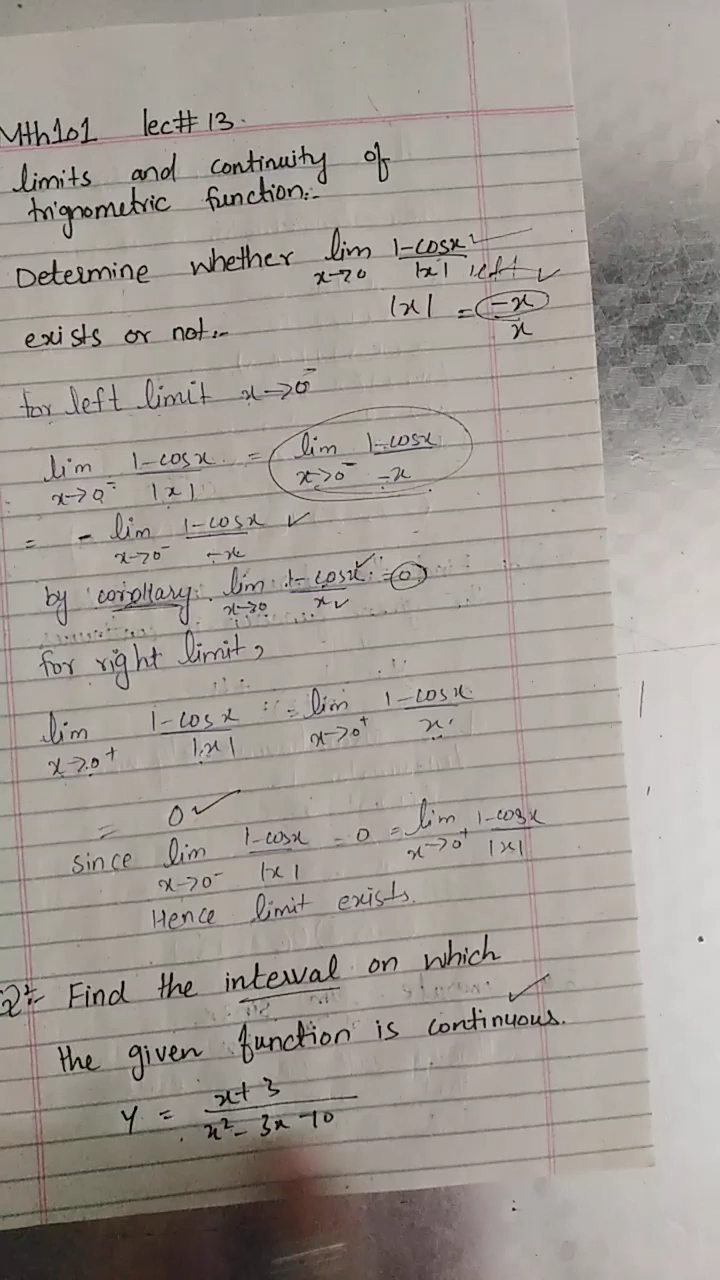 Mth101 lec# 13.
limits and continuity of
trignometric function:-
Determine whether lim x→0 1-cosx / |x| left ✓
|x| = -x
x
exists or not:-
for left limit x→0⁻
lim x→0⁻ 1-cosx / |x| = lim x→0⁻ 1-cosx / -x
= - lim x→0⁻ 1-cosx / -x ✓
by corollary. lim x→0 1-cosx / x = 0
for right limit,
lim x→0+ 1-cosx / |x| = lim x→0+ 1-cosx / x.
= 0 ✓
since lim x→0⁻ 1-cosx / |x| = 0 = lim x→0+ 1-cosx / |x|
Hence limit exists.
Q2:- Find the interval on which
the given function is continuous.
y = x+3 / x²-3x-10